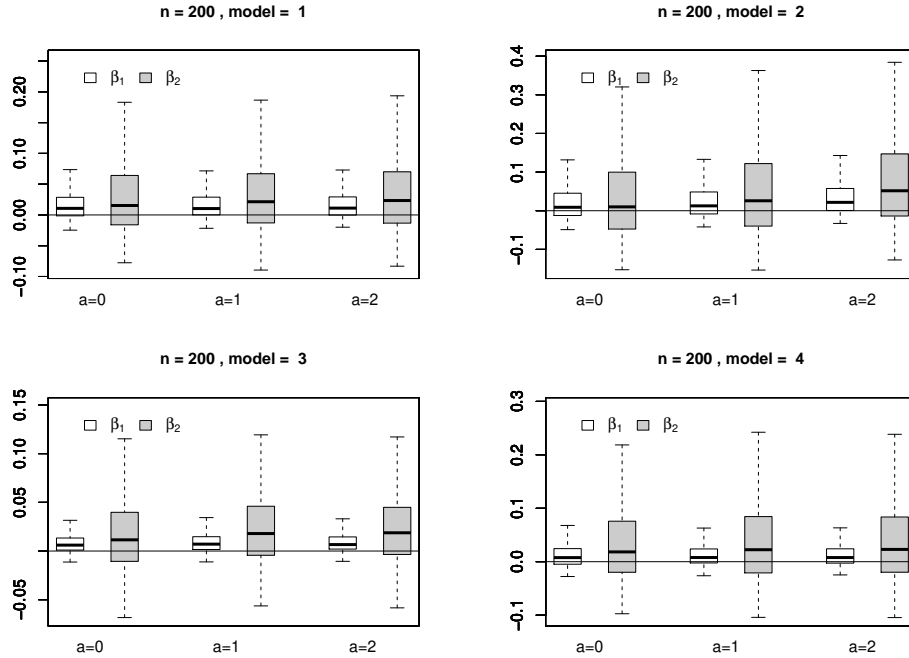 n = 200 , model = 1
0.20
0.10
0.00
−0.10
β1 β2
a=0 a=1 a=2
n = 200 , model = 2
0.4
0.3
0.2
0.1
−0.1
β1 β2
a=0 a=1 a=2
n = 200 , model = 3
0.15
0.10
0.05
−0.05
β1 β2
a=0 a=1 a=2
n = 200 , model = 4
0.3
0.2
0.1
0.0
−0.1
β1 β2
a=0 a=1 a=2